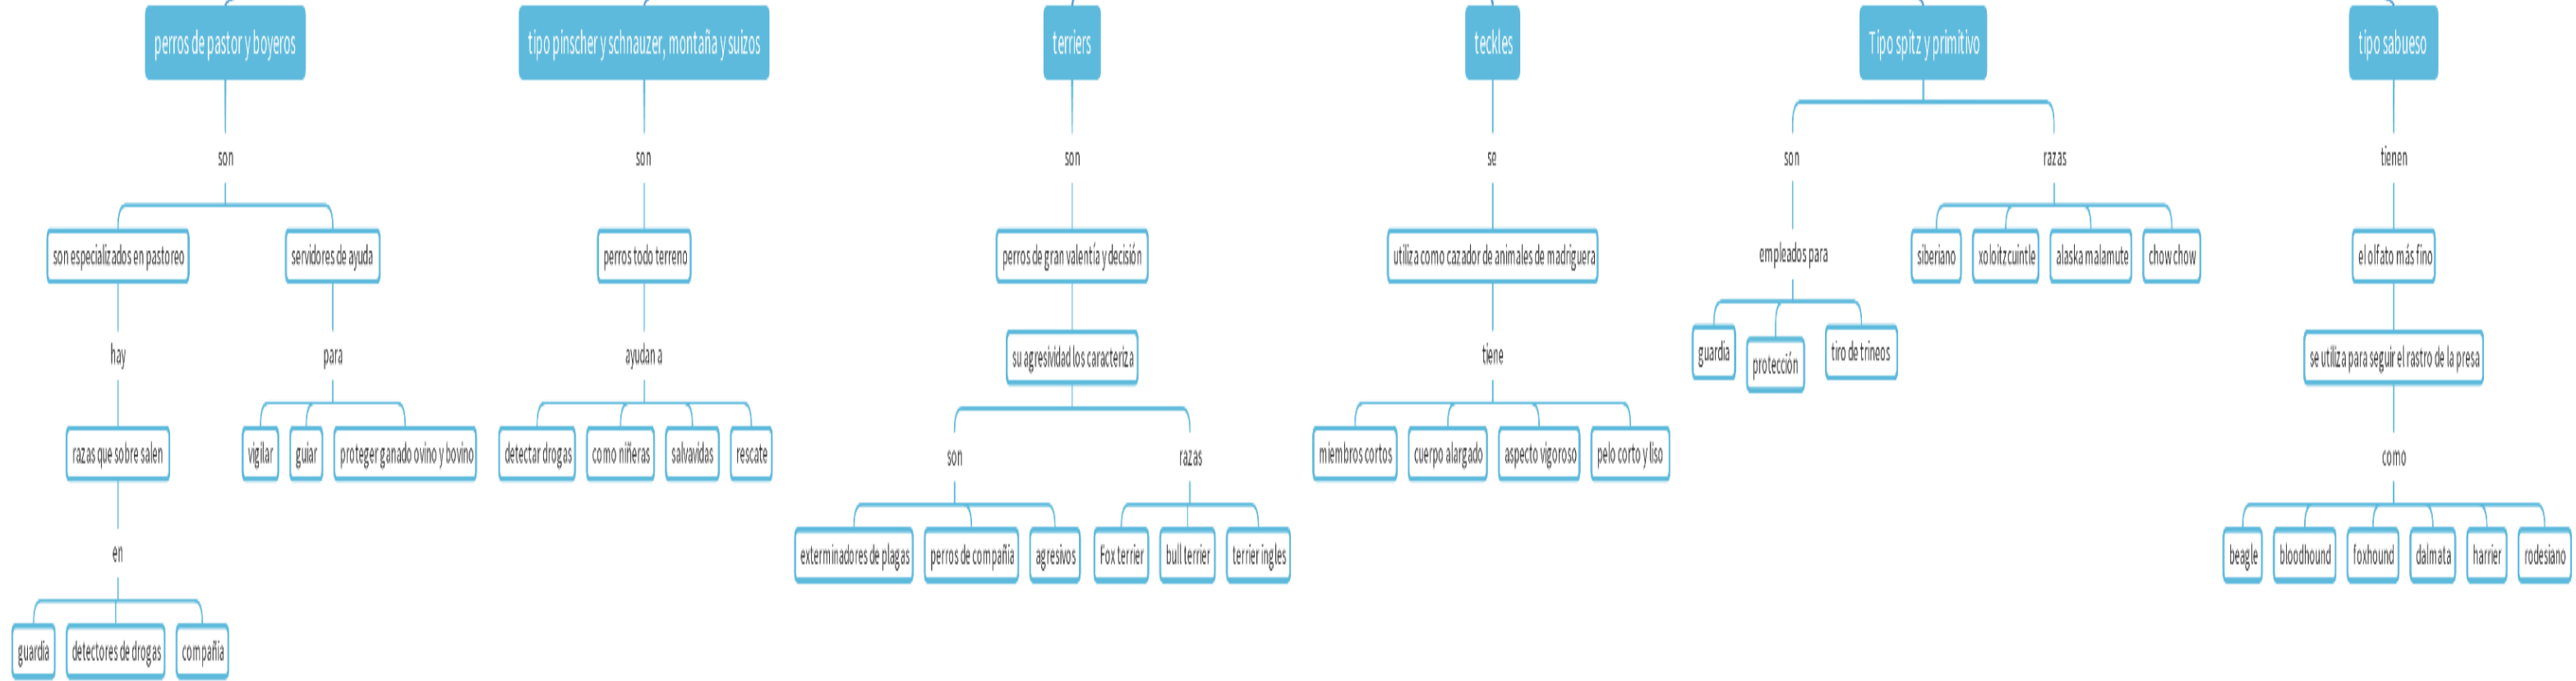 perros de pastor y boyeros
tipo pinscher y schnauzer, montaña y suizos
terriers
teckles
Tipo spitz y primitivo
tipo sabueso
son
son
son
se
son
razas
tienen
son especializados en pastoreo
servidores de ayuda
perros todo terreno
perros de gran valentía y decisión
utiliza como cazador de animales de madriguera
empleados para
siberiano
xoloitzcuintle
alaska malamute
chow chow
el olfato más fino
hay
para
ayudan a
su agresividad los caracteriza
tiene
guardia
protección
tiro de trineos
se utiliza para seguir el rastro de la presa
razas que sobre salen
vigilar
guiar
proteger ganado ovino y bovino
detectar drogas
como niñeras
salvavidas
rescate
son
razas
miembros cortos
cuerpo alargado
aspecto vigoroso
pelo corto y liso
como
en
exterminadores de plagas
perros de compañia
agresivos
Fox terrier
bull terrier
terrier ingles
beagle
bloodhound
foxhound
dalmata
harrier
rodesiano
guardia
detectores de drogas
compañia